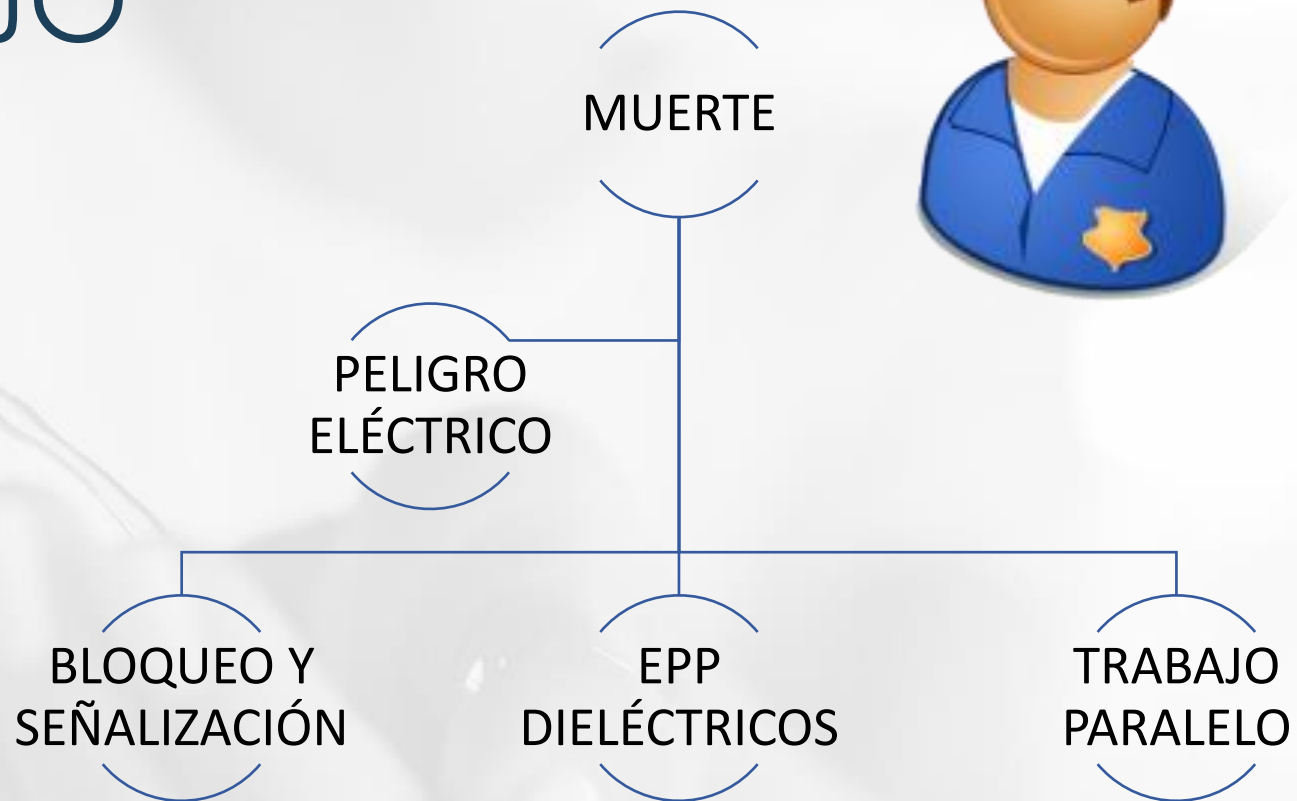 MUERTE
PELIGRO
ELÉCTRICO
BLOQUEO Y
SEÑALIZACIÓN
EPP
DIELÉCTRICOS
TRABAJO
PARALELO